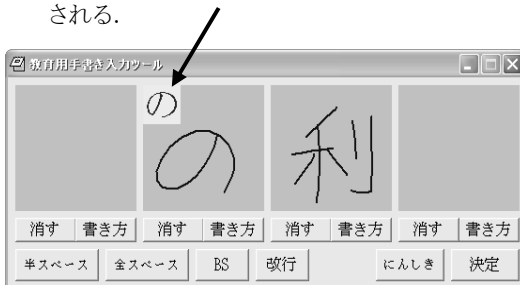 される.
教育用手書き入力ツール
の
の 利
消す 書き方 消す 書き方 消す 書き方 消す 書き方
半スペース 全スペース BS 改行 にんしき 決定